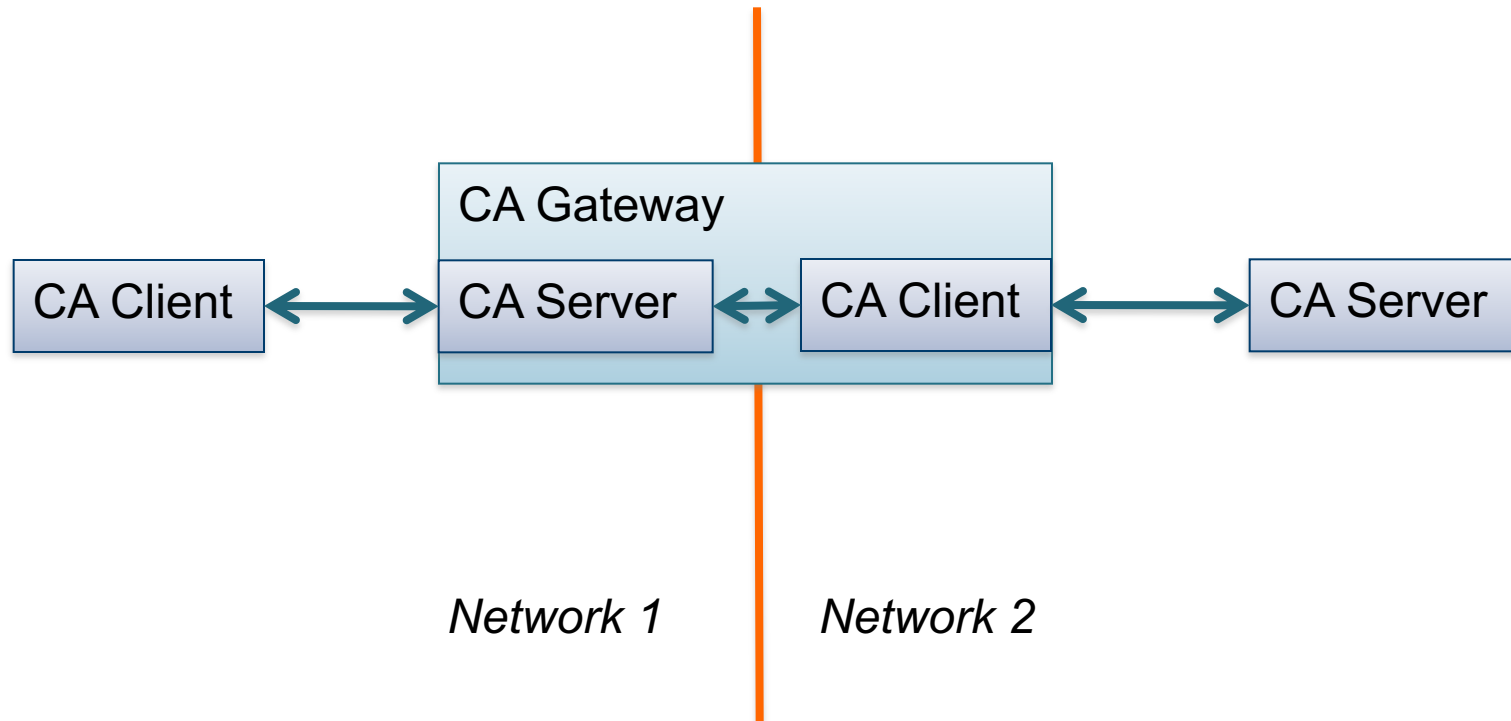 CA Gateway
CA Client
CA Server
CA Client
CA Server
Network 1
Network 2